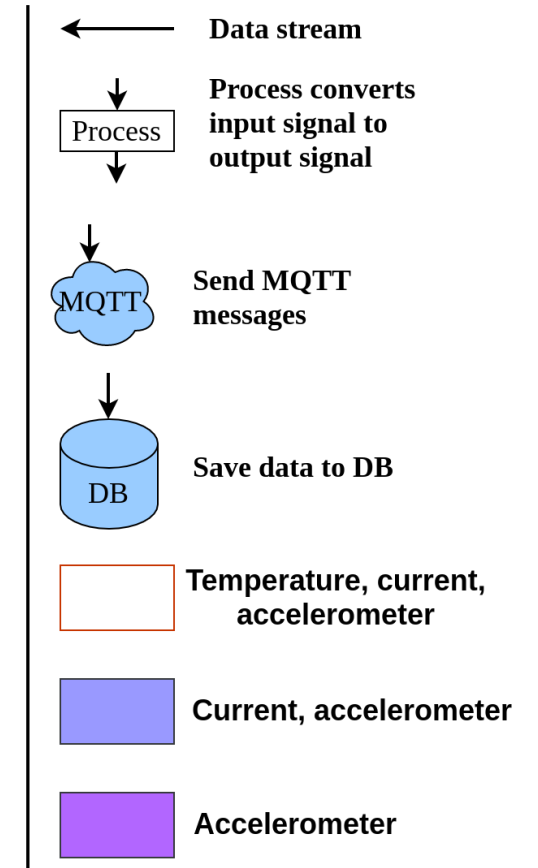 Data stream
Process converts
input signal to
output signal
Process
MQTT
Send MQTT
messages
DB
Save data to DB
Temperature, current,
accelerometer
Current, accelerometer
Accelerometer